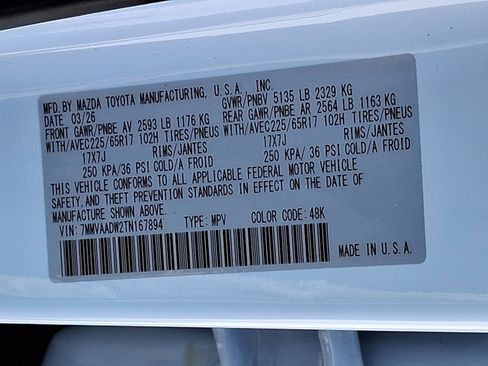 MFD.BY MAZDA TOYOTA MANUFACTURING, U.S.A., INC.
DATE 03/26 GVWR/PNBV 5135 LB 2329 KG
FRONT GAWR/PNBE AV 2593 LB 1176 KG REAR GAWR/PNBE AR 2564 LB 1163 KG
WITH/AVEC225/65R17 102H TIRES/PNEUS WITH/AVEC225/65R17 102H TIRES/PNEUS
17X7J RIMS/JANTES 17X7J RIMS/JANTES
250 KPA/36 PSI COLD/A FROID 250 KPA/36 PSI COLD/A FROID
THIS VEHICLE CONFORMS TO ALL APPLICABLE FEDERAL MOTOR VEHICLE
SAFETY,AND THEFT PREVENTION STANDARDS IN EFFECT ON THE DATE OF
MANUFACTURE SHOWN ABOVE.
VIN:7MMVAADW2TN167894 TYPE: MPV COLOR CODE: 48K
MADE IN U.S.A.